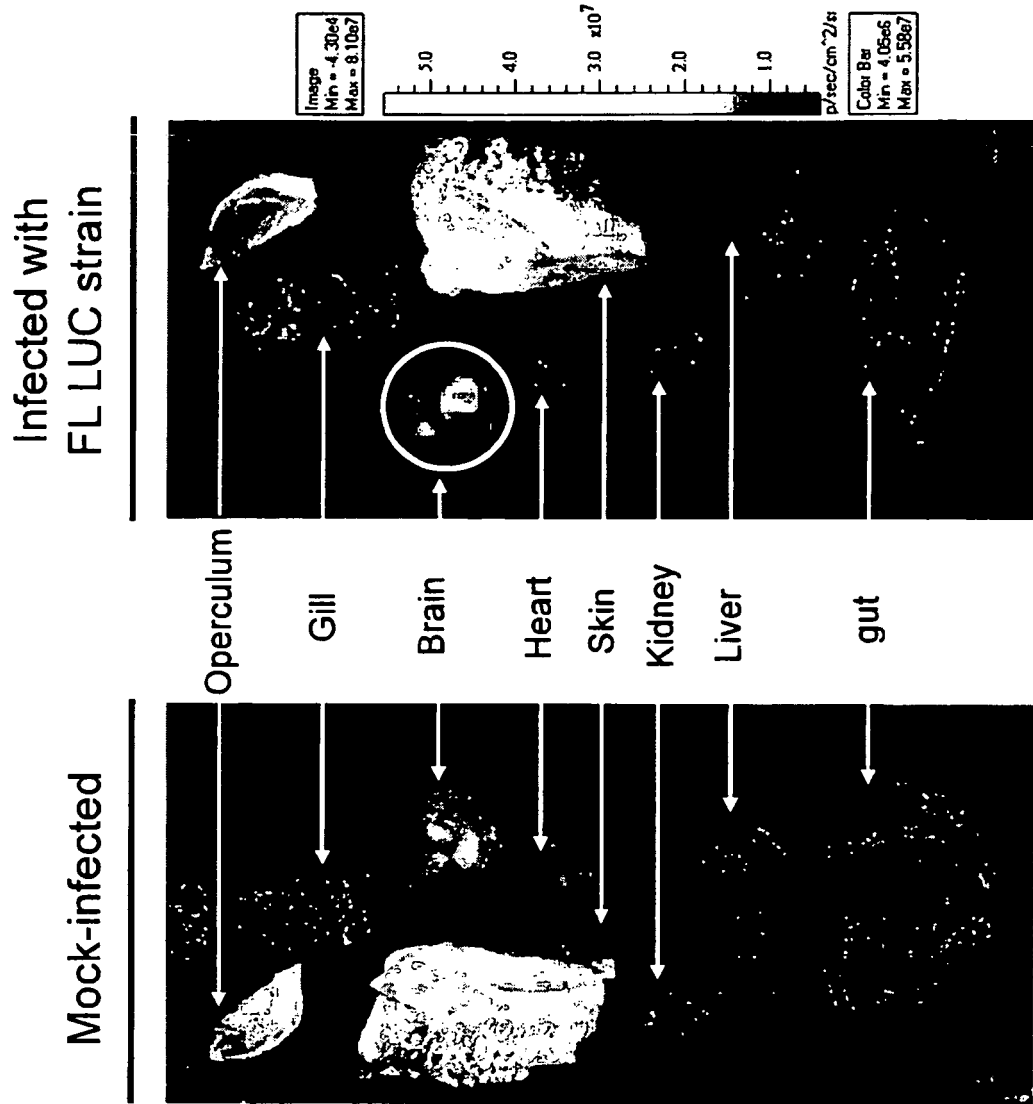 Mock-infected
Infected with
FL LUC strain
Operculum
Gill
Brain
Heart
Skin
Kidney
Liver
gut
Image
Min = -4.30e4
Max = 8.10e7
5.0
4.0
3.0
x10^7
2.0
1.0
p/sec/cm^2/sr
Color Bar
Min = 4.05e6
Max = 5.58e7